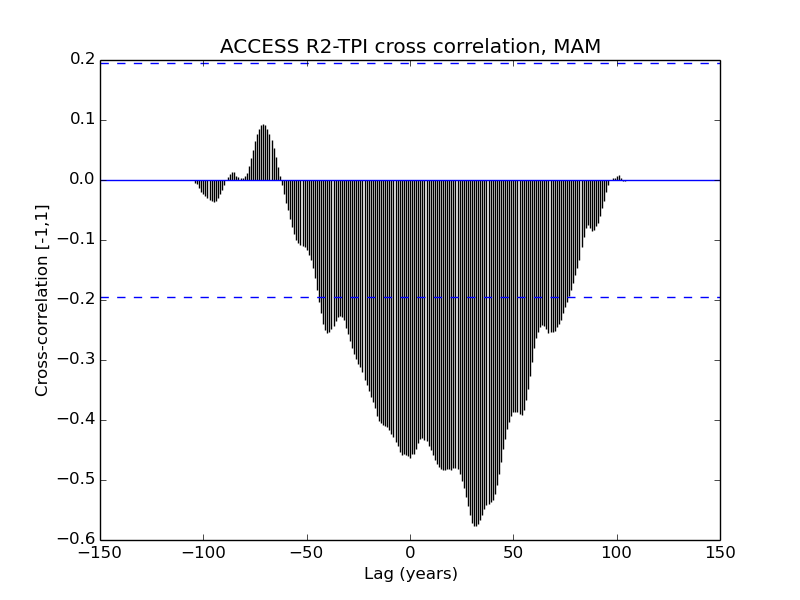 ACCESS R2-TPI cross correlation, MAM
0.2
0.1
0.0
−0.1
−0.2
−0.3
−0.4
−0.5
−0.6
Cross-correlation [-1,1]
−150 −100 −50 0 50 100 150
Lag (years)